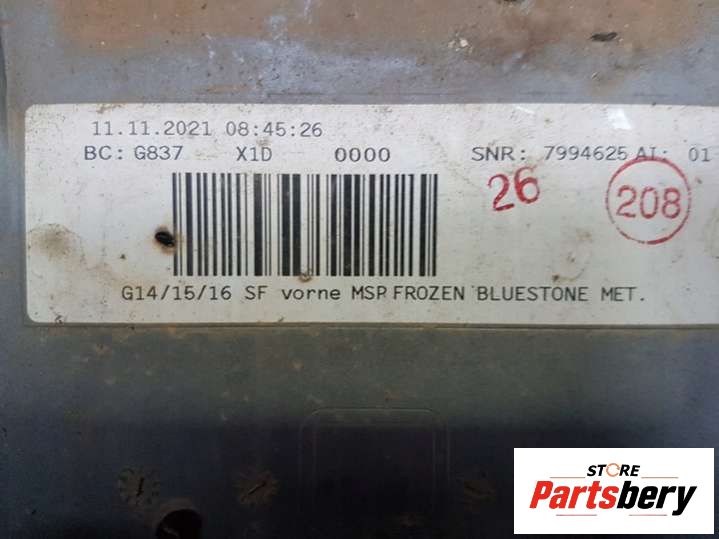 11.11.2021 08:45:26
BC: G837 X1D 0000 SNR: 7994625 AI: 01
26
208
G14/15/16 SF vorne MSP FROZEN BLUESTONE MET.
STORE
Partsbery